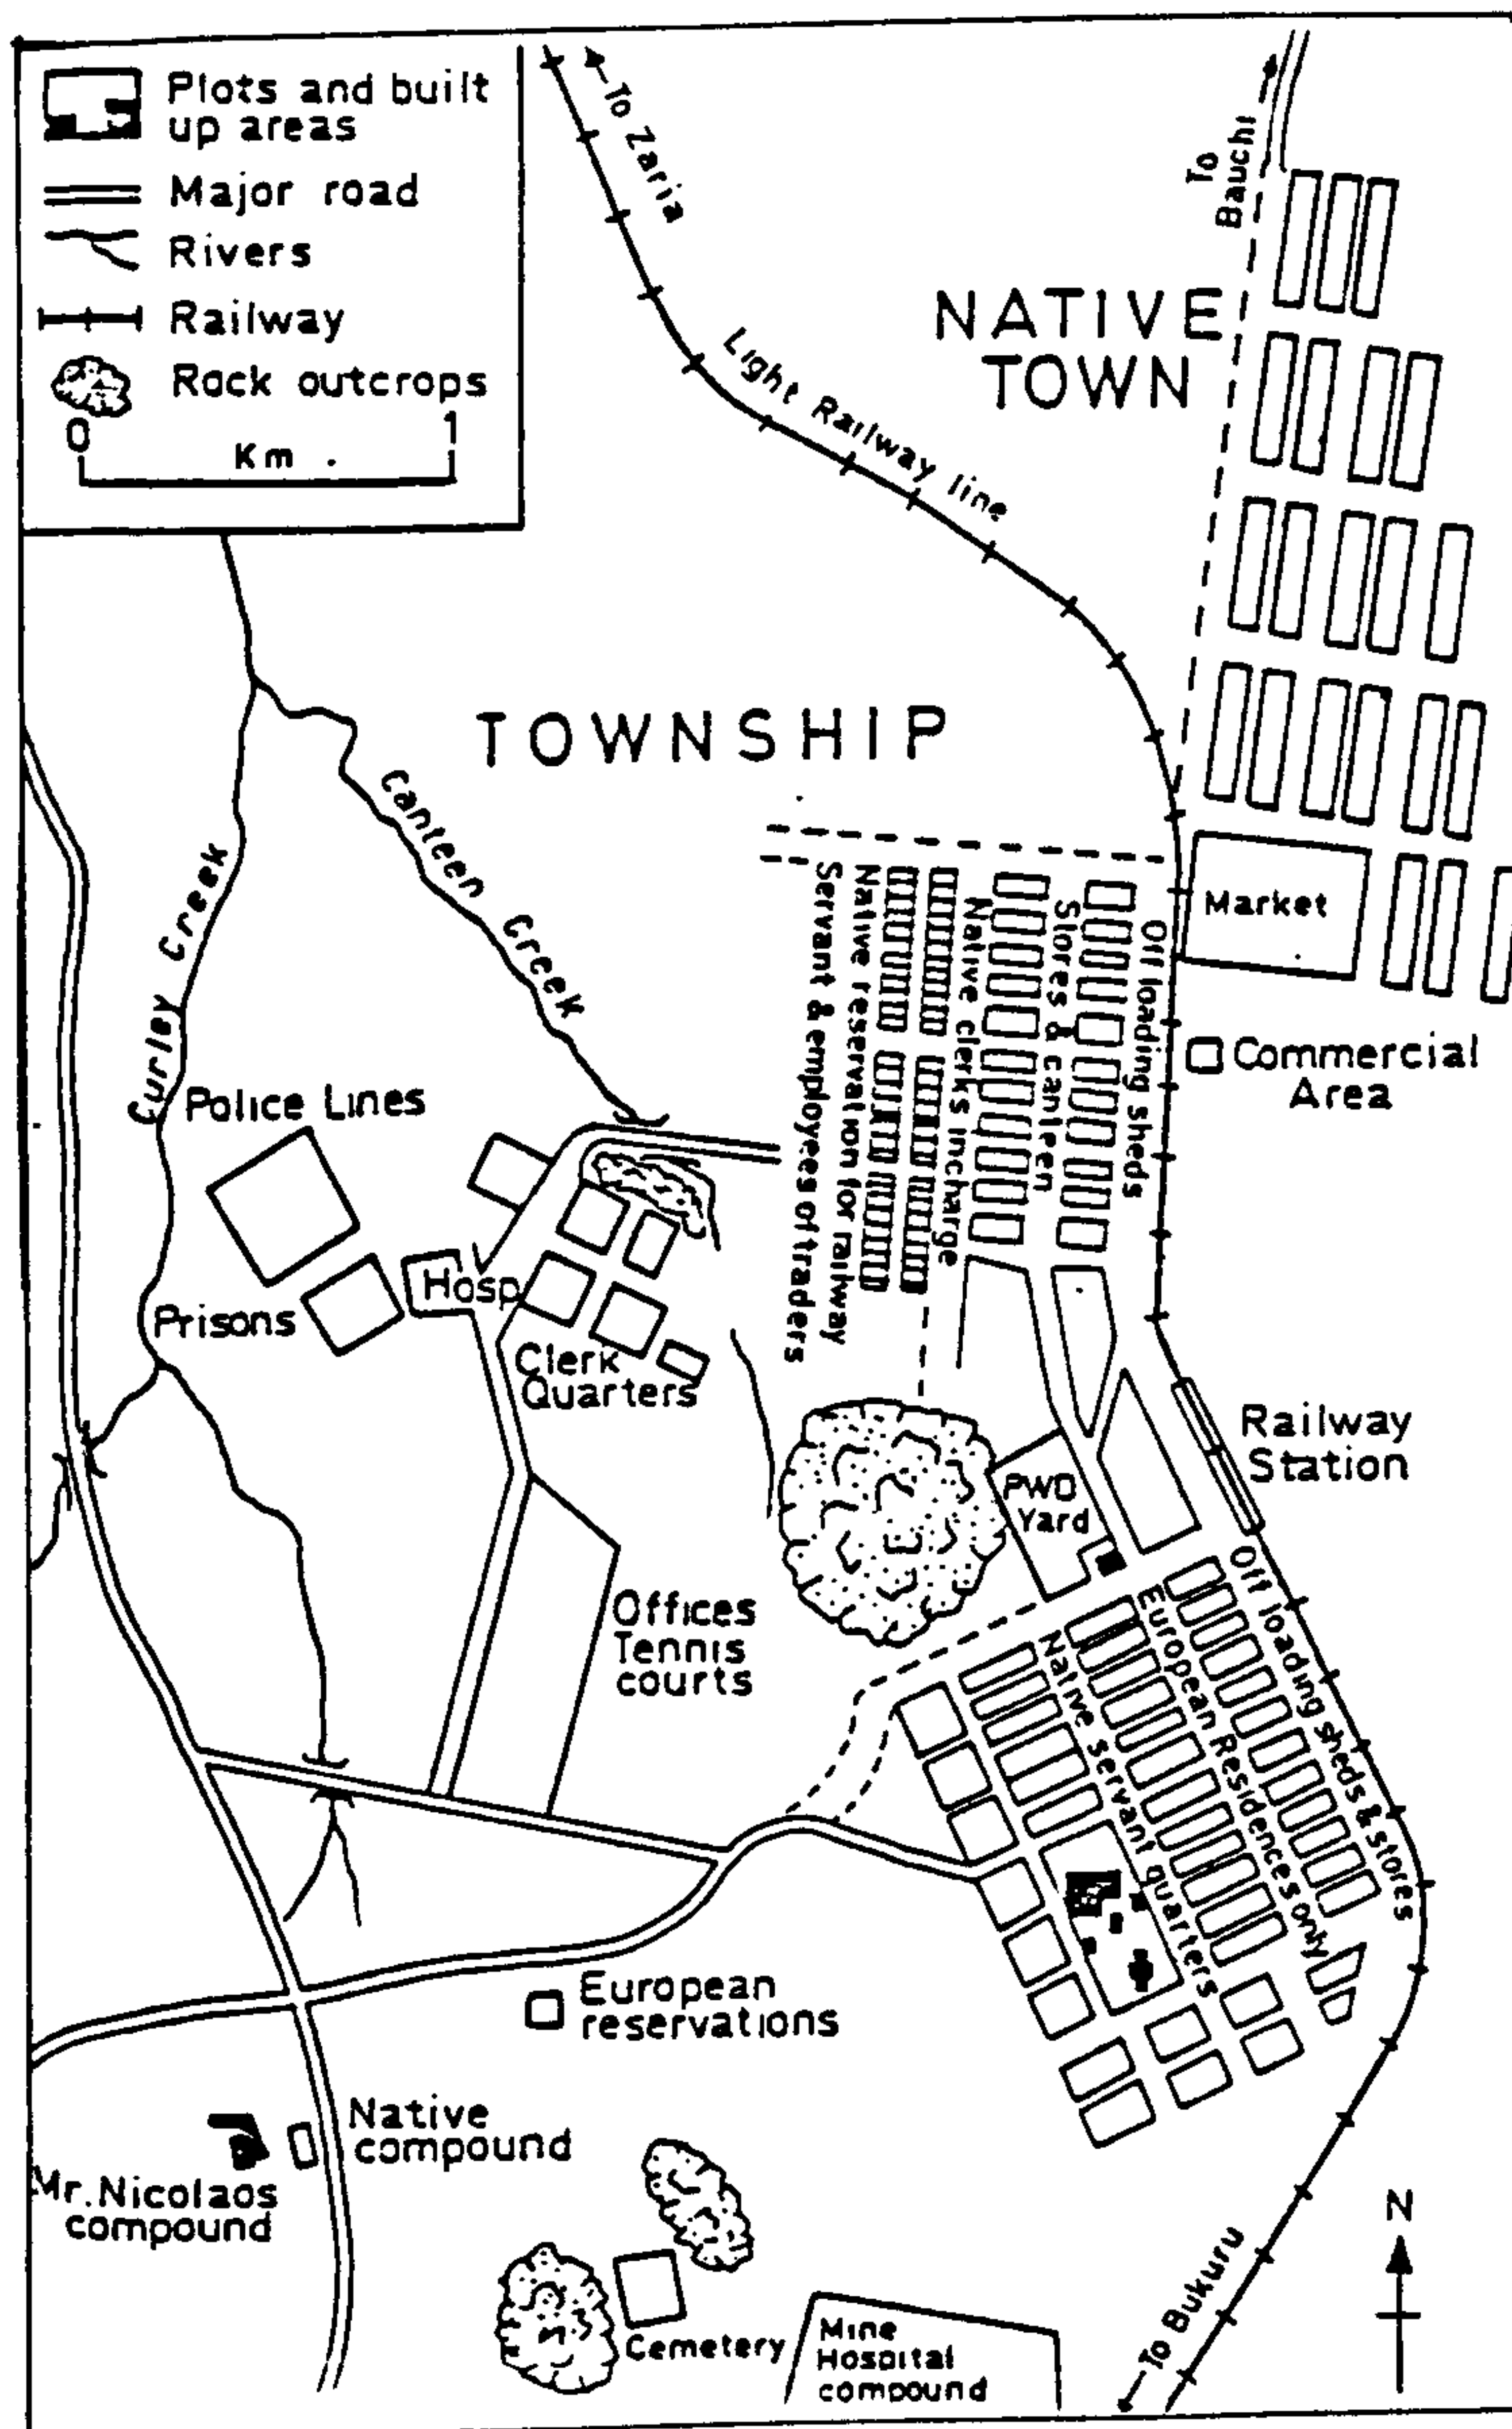 Plots and built
up areas
Major road
Rivers
Railway
Rock outcrops
0 1
Km
To Zaria
To
Bauchi
NATIVE
TOWN
Light Railway line
TOWNSHIP
Canteen Creek
Curley Creek
Market
Off loading sheds
Stores & canteen
Native clerks incharge
Native reservation for railway
Servant & employees of traders
Commercial
Area
Police Lines
Prisons
Hosp
Clerk
Quarters
Railway
Station
PWD
Yard
Offices
Tennis
courts
Off loading sheds & stores
European Residences only
Native servant quarters
European
reservations
Native
compound
Mr. Nicolaos
compound
Cemetery
Mine
Hospital
compound
To Bukuru
N